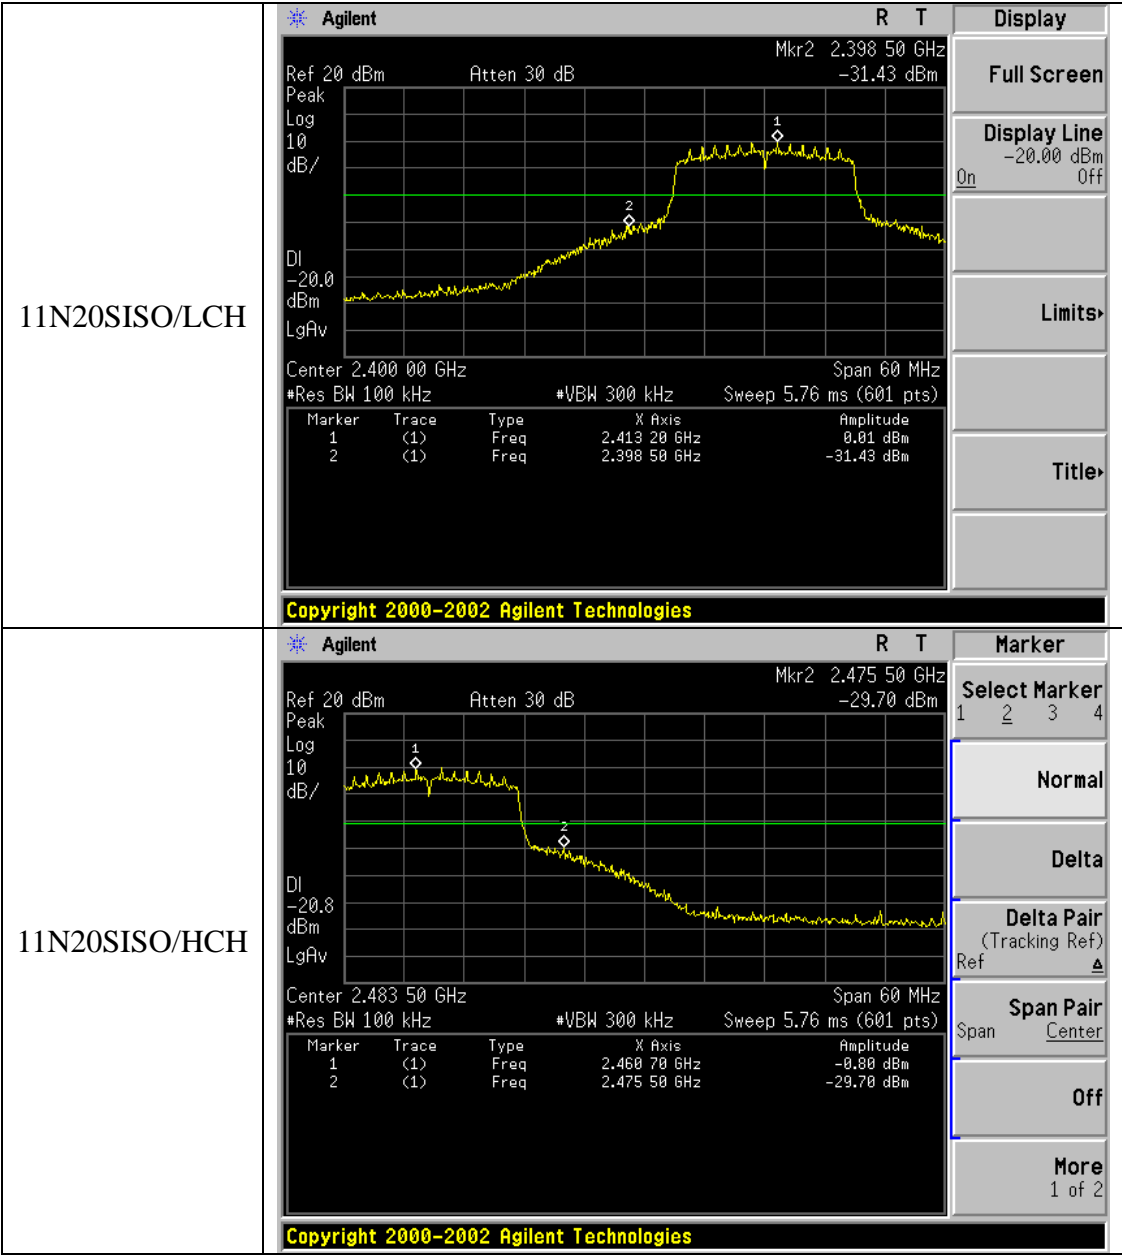 11N20SISO/LCH
Agilent R T
Display
Mkr2 2.398 50 GHz
Ref 20 dBm Atten 30 dB -31.43 dBm
Peak
Log
10
dB/
1
2
DI
-20.0
dBm
LgAv
Center 2.400 00 GHz Span 60 MHz
#Res BW 100 kHz #VBW 300 kHz Sweep 5.76 ms (601 pts)
Marker Trace Type X Axis Amplitude
1 (1) Freq 2.413 20 GHz 0.01 dBm
2 (1) Freq 2.398 50 GHz -31.43 dBm
Full Screen
Display Line
-20.00 dBm
On Off
Limits
Title
Copyright 2000-2002 Agilent Technologies
11N20SISO/HCH
Agilent R T
Marker
Mkr2 2.475 50 GHz
Ref 20 dBm Atten 30 dB -29.70 dBm
Peak
Log
10
dB/
1
2
DI
-20.8
dBm
LgAv
Center 2.483 50 GHz Span 60 MHz
#Res BW 100 kHz #VBW 300 kHz Sweep 5.76 ms (601 pts)
Marker Trace Type X Axis Amplitude
1 (1) Freq 2.460 70 GHz -0.80 dBm
2 (1) Freq 2.475 50 GHz -29.70 dBm
Select Marker
1 2 3 4
Normal
Delta
Delta Pair
(Tracking Ref)
Ref Δ
Span Pair
Span Center
Off
More
1 of 2
Copyright 2000-2002 Agilent Technologies